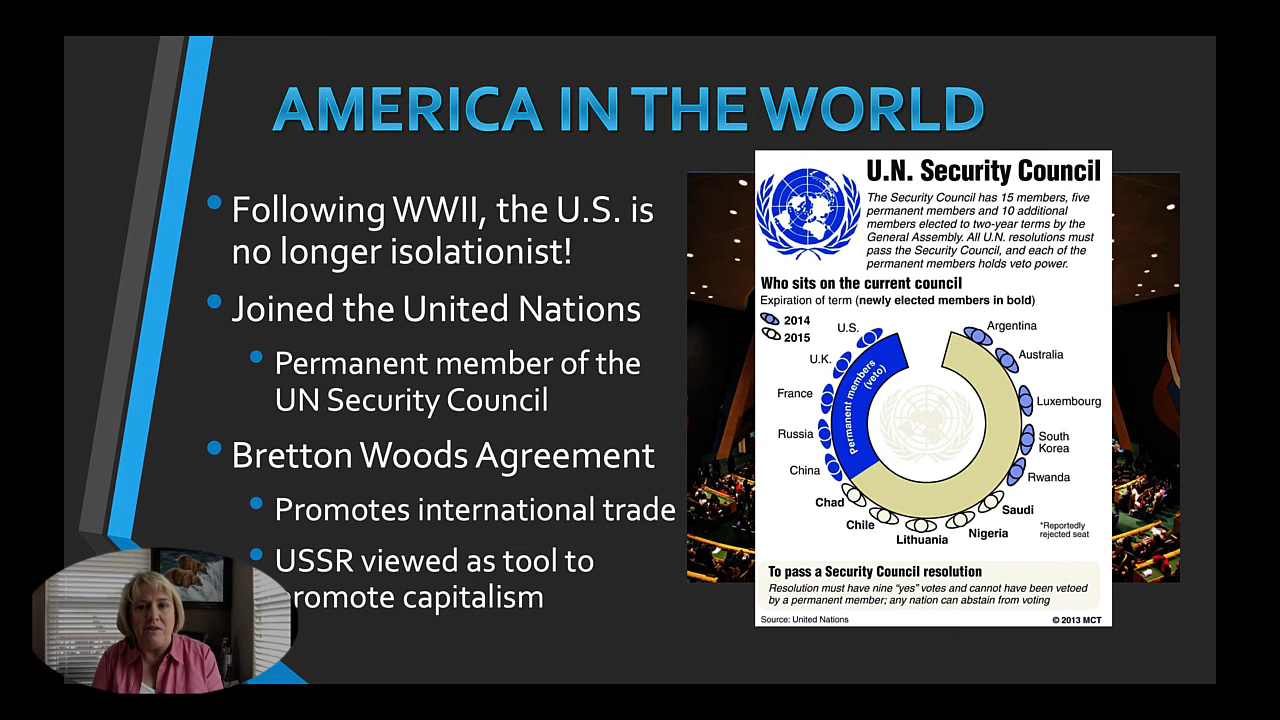 AMERICA IN THE WORLD
Following WWII, the U.S. is
no longer isolationist!
Joined the United Nations
Permanent member of the
UN Security Council
Bretton Woods Agreement
Promotes international trade
USSR viewed as tool to
promote capitalism
U.N. Security Council
The Security Council has 15 members, five
permanent members and 10 additional
members elected to two-year terms by the
General Assembly. All U.N. resolutions must
pass the Security Council, and each of the
permanent members holds veto power.
Who sits on the current council
Expiration of term (newly elected members in bold)
2014
2015
U.S.
U.K.
France
Russia
China
Permanent members
(veto)
Chad
Chile
Lithuania
Nigeria
Saudi
Rwanda
South
Korea
Luxembourg
Australia
Argentina
*Reportedly
rejected seat
To pass a Security Council resolution
Resolution must have nine “yes” votes and cannot have been vetoed
by a permanent member; any nation can abstain from voting
Source: United Nations
© 2013 MCT